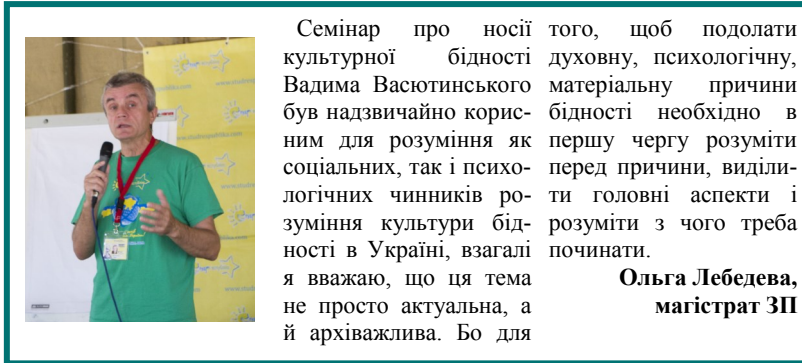 Семінар про носії
культурної бідності
Вадима Васютинського
був надзвичайно корис-
ним для розуміння як
соціальних, так і психо-
логічних чинників ро-
зуміння культури бід-
ності в Україні, взагалі
я вважаю, що ця тема
не просто актуальна, а
й архіважлива. Бо для
того, щоб подолати
духовну, психологічну,
матеріальну причини
бідності необхідно в
першу чергу розуміти
перед причини, виділи-
ти головні аспекти і
розуміти з чого треба
починати.
Ольга Лебедева,
магістрат ЗП